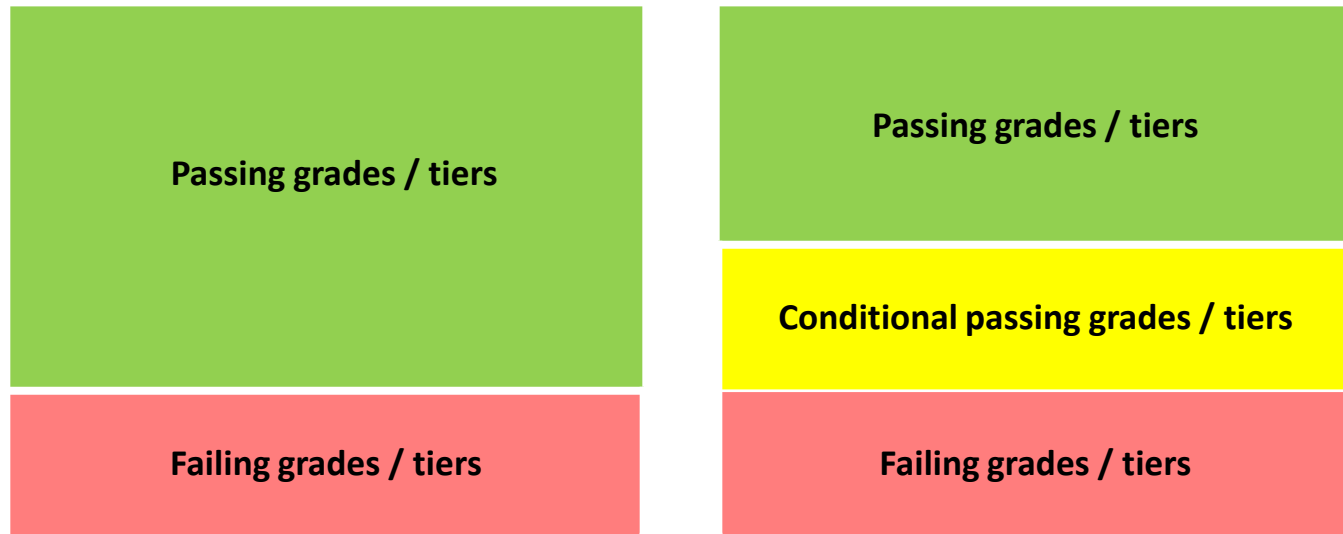 Passing grades / tiers
Failing grades / tiers
Passing grades / tiers
Conditional passing grades / tiers
Failing grades / tiers